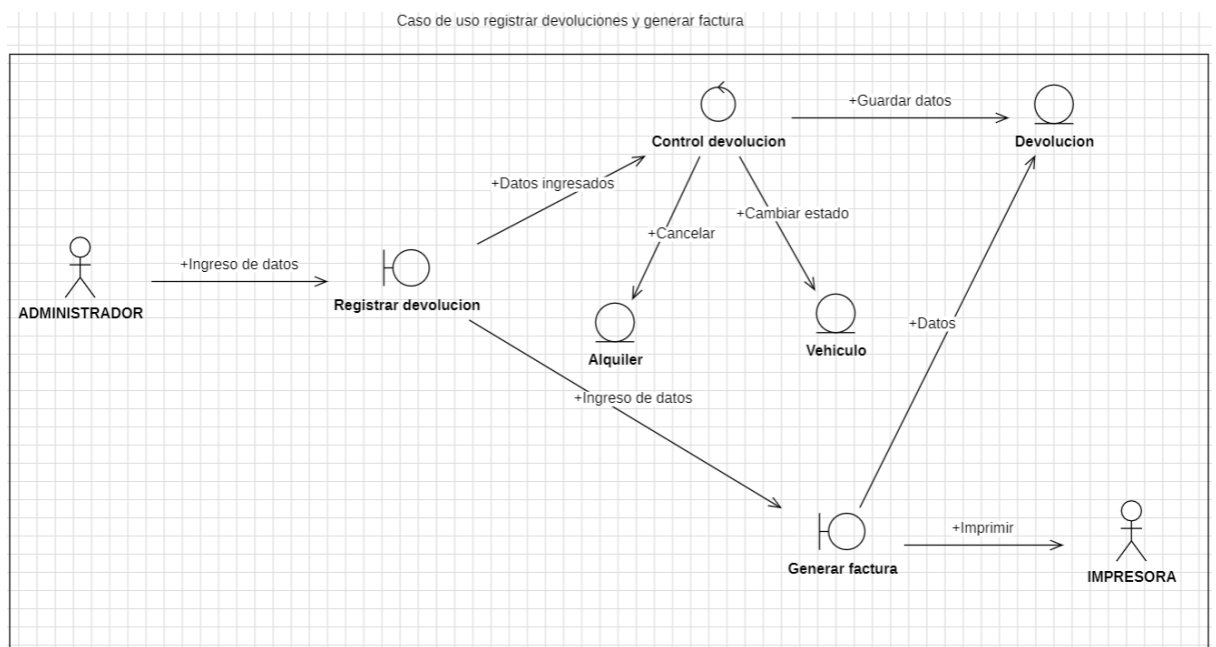 Caso de uso registrar devoluciones y generar factura
+Guardar datos
Control devolucion
Devolucion
+Datos ingresados
+Cambiar estado
+Cancelar
+Ingreso de datos
Registrar devolucion
ADMINISTRADOR
+Datos
Vehiculo
Alquiler
+Ingreso de datos
+Imprimir
Generar factura
IMPRESORA